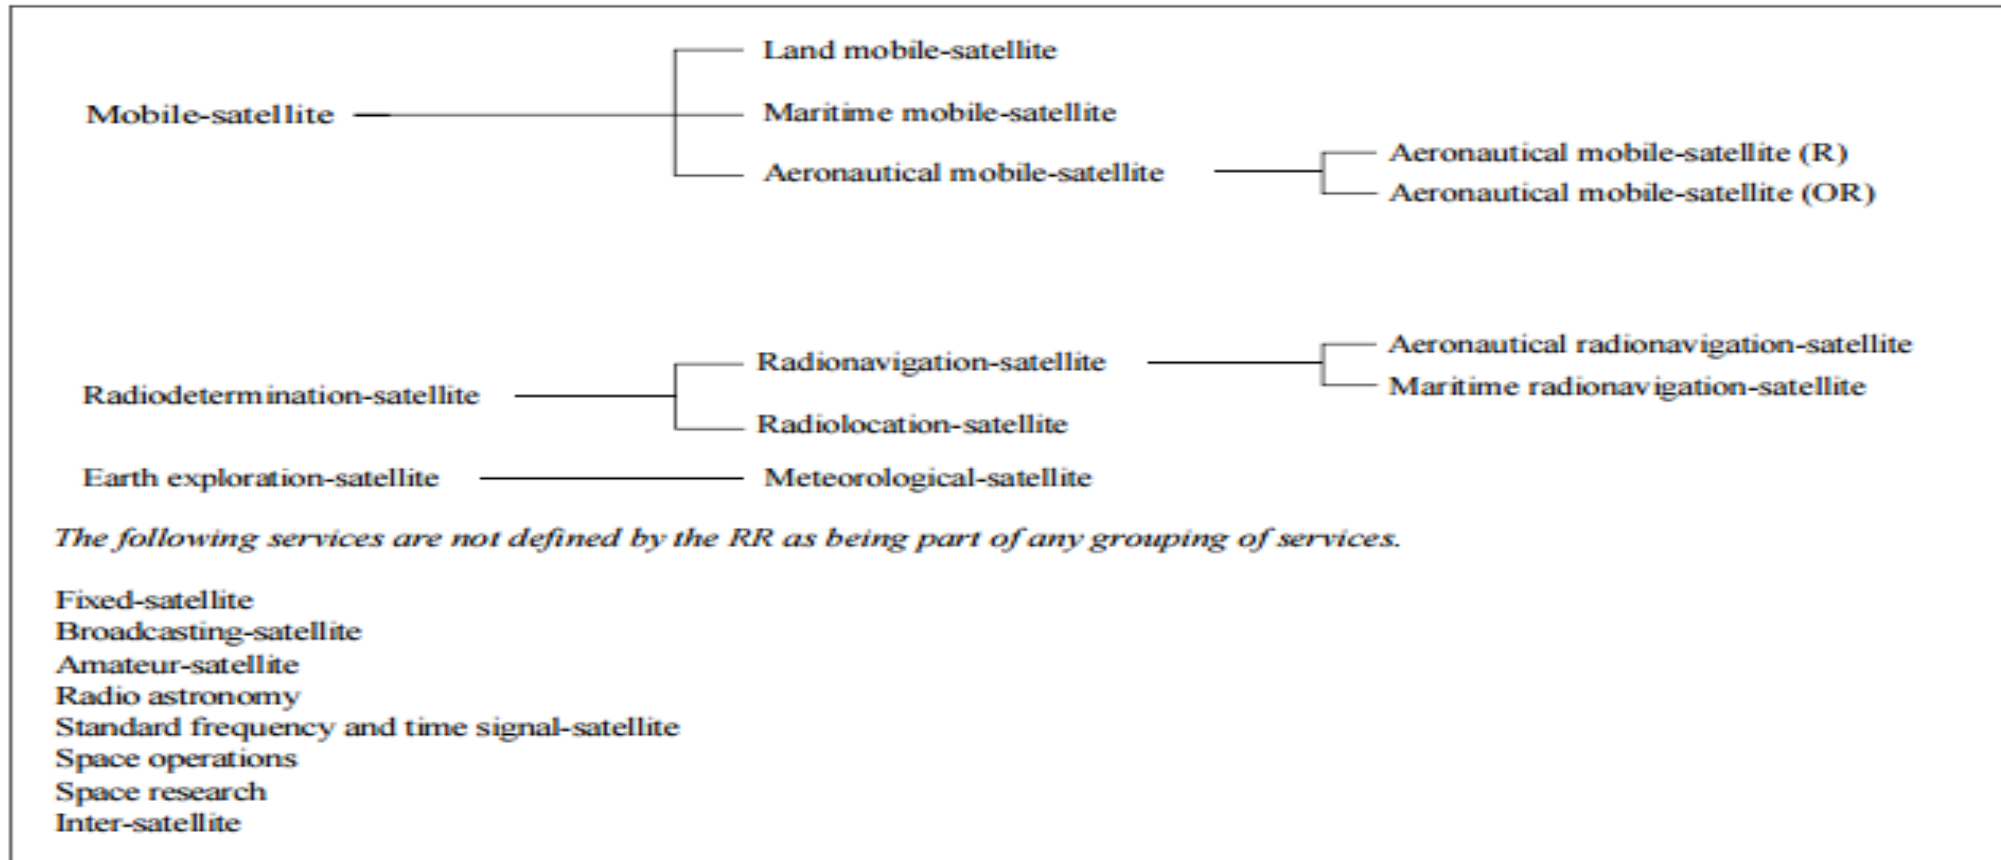 Land mobile-satellite
Mobile-satellite
Maritime mobile-satellite
Aeronautical mobile-satellite
Aeronautical mobile-satellite (R)
Aeronautical mobile-satellite (OR)
Radionavigation-satellite
Aeronautical radionavigation-satellite
Maritime radionavigation-satellite
Radiodetermination-satellite
Radiolocation-satellite
Earth exploration-satellite
Meteorological-satellite
The following services are not defined by the RR as being part of any grouping of services.
Fixed-satellite
Broadcasting-satellite
Amateur-satellite
Radio astronomy
Standard frequency and time signal-satellite
Space operations
Space research
Inter-satellite